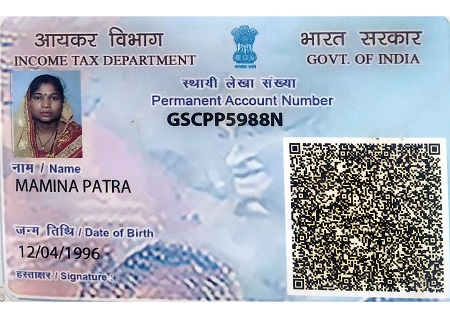 आयकर विभाग
INCOME TAX DEPARTMENT
भारत सरकार
GOVT. OF INDIA
स्थायी लेखा संख्या
Permanent Account Number
GSCPP5988N
नाम / Name
MAMINA PATRA
जन्म तिथि / Date of Birth
12/04/1996
हस्ताक्षर / Signature :-